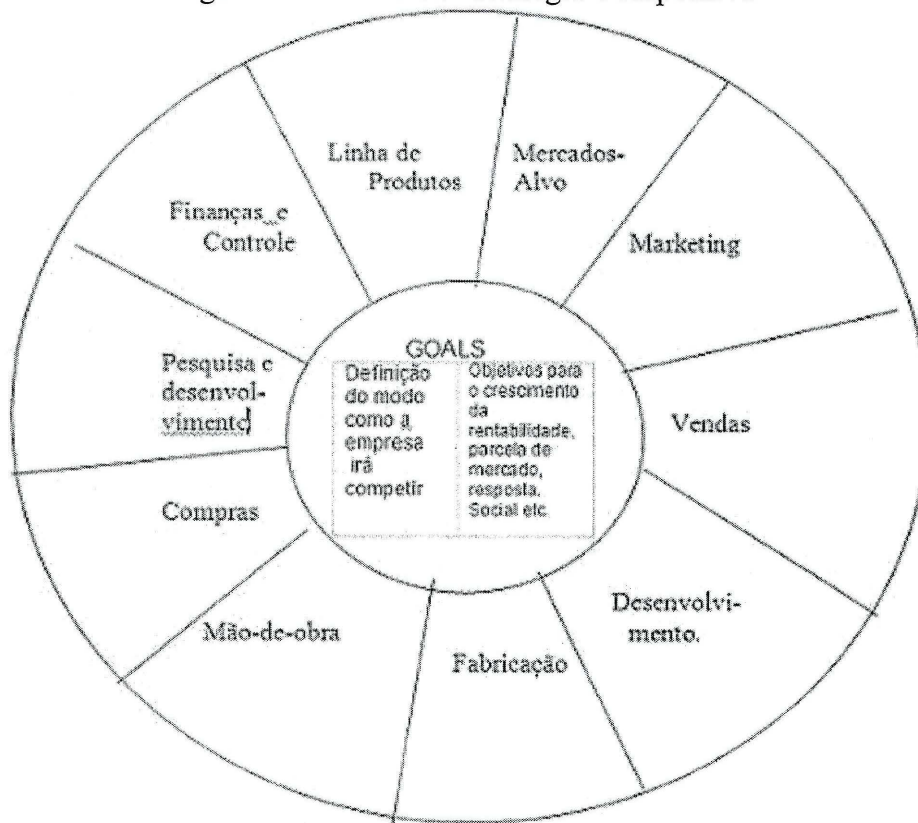 Linha de
Produtos
Mercados-
Alvo
Marketing
Vendas
Desenvolvi-
mento.
Fabricação
Mão-de-obra
Compras
Pesquisa e
desenvol-
vimento
Finanças e
Controle
GOALS
Definição
do modo
como a
empresa
irá
competir
Objetivos para
o crescimento
da
rentabilidade,
parcela de
mercado,
resposta.
Social etc.